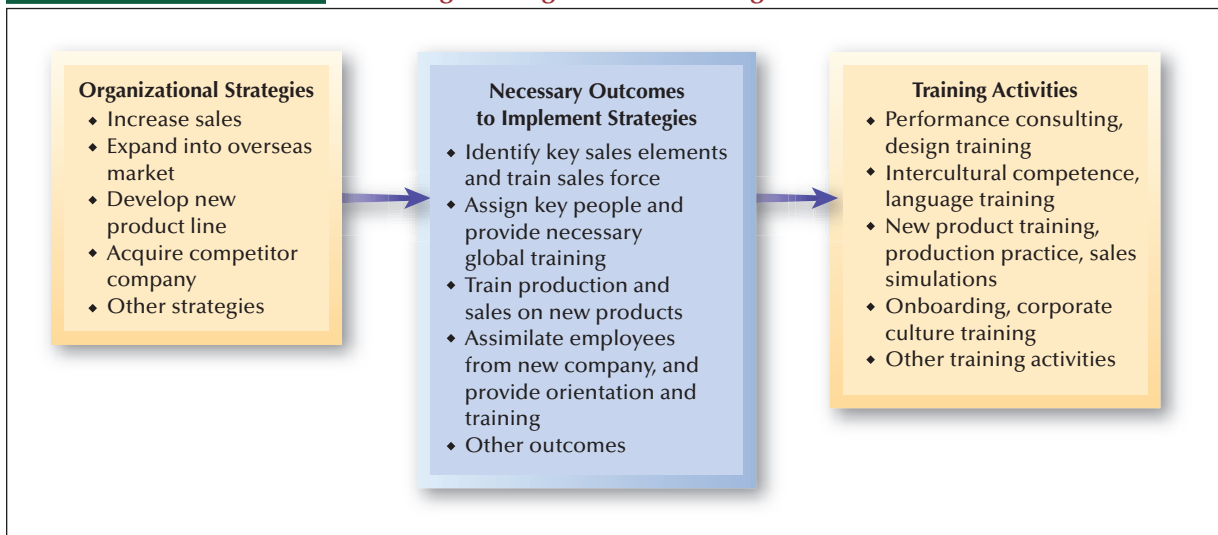 Organizational Strategies
◆ Increase sales
◆ Expand into overseas
market
◆ Develop new
product line
◆ Acquire competitor
company
◆ Other strategies
Necessary Outcomes
to Implement Strategies
◆ Identify key sales elements
and train sales force
◆ Assign key people and
provide necessary
global training
◆ Train production and
sales on new products
◆ Assimilate employees
from new company, and
provide orientation and
training
◆ Other outcomes
Training Activities
◆ Performance consulting,
design training
◆ Intercultural competence,
language training
◆ New product training,
production practice, sales
simulations
◆ Onboarding, corporate
culture training
◆ Other training activities